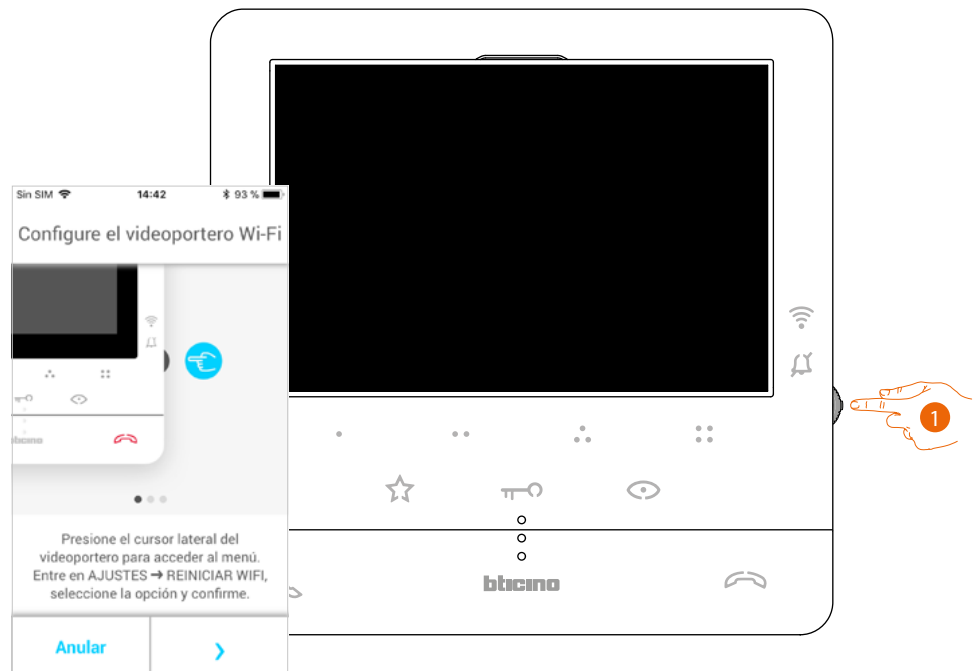 Sin SIM 14:42 93 %
Configure el videoportero Wi-Fi
bticino
Presione el cursor lateral del
videoportero para acceder al menú.
Entre en AJUSTES → REINICIAR WIFI,
seleccione la opción y confirme.
Anular
bticino
1